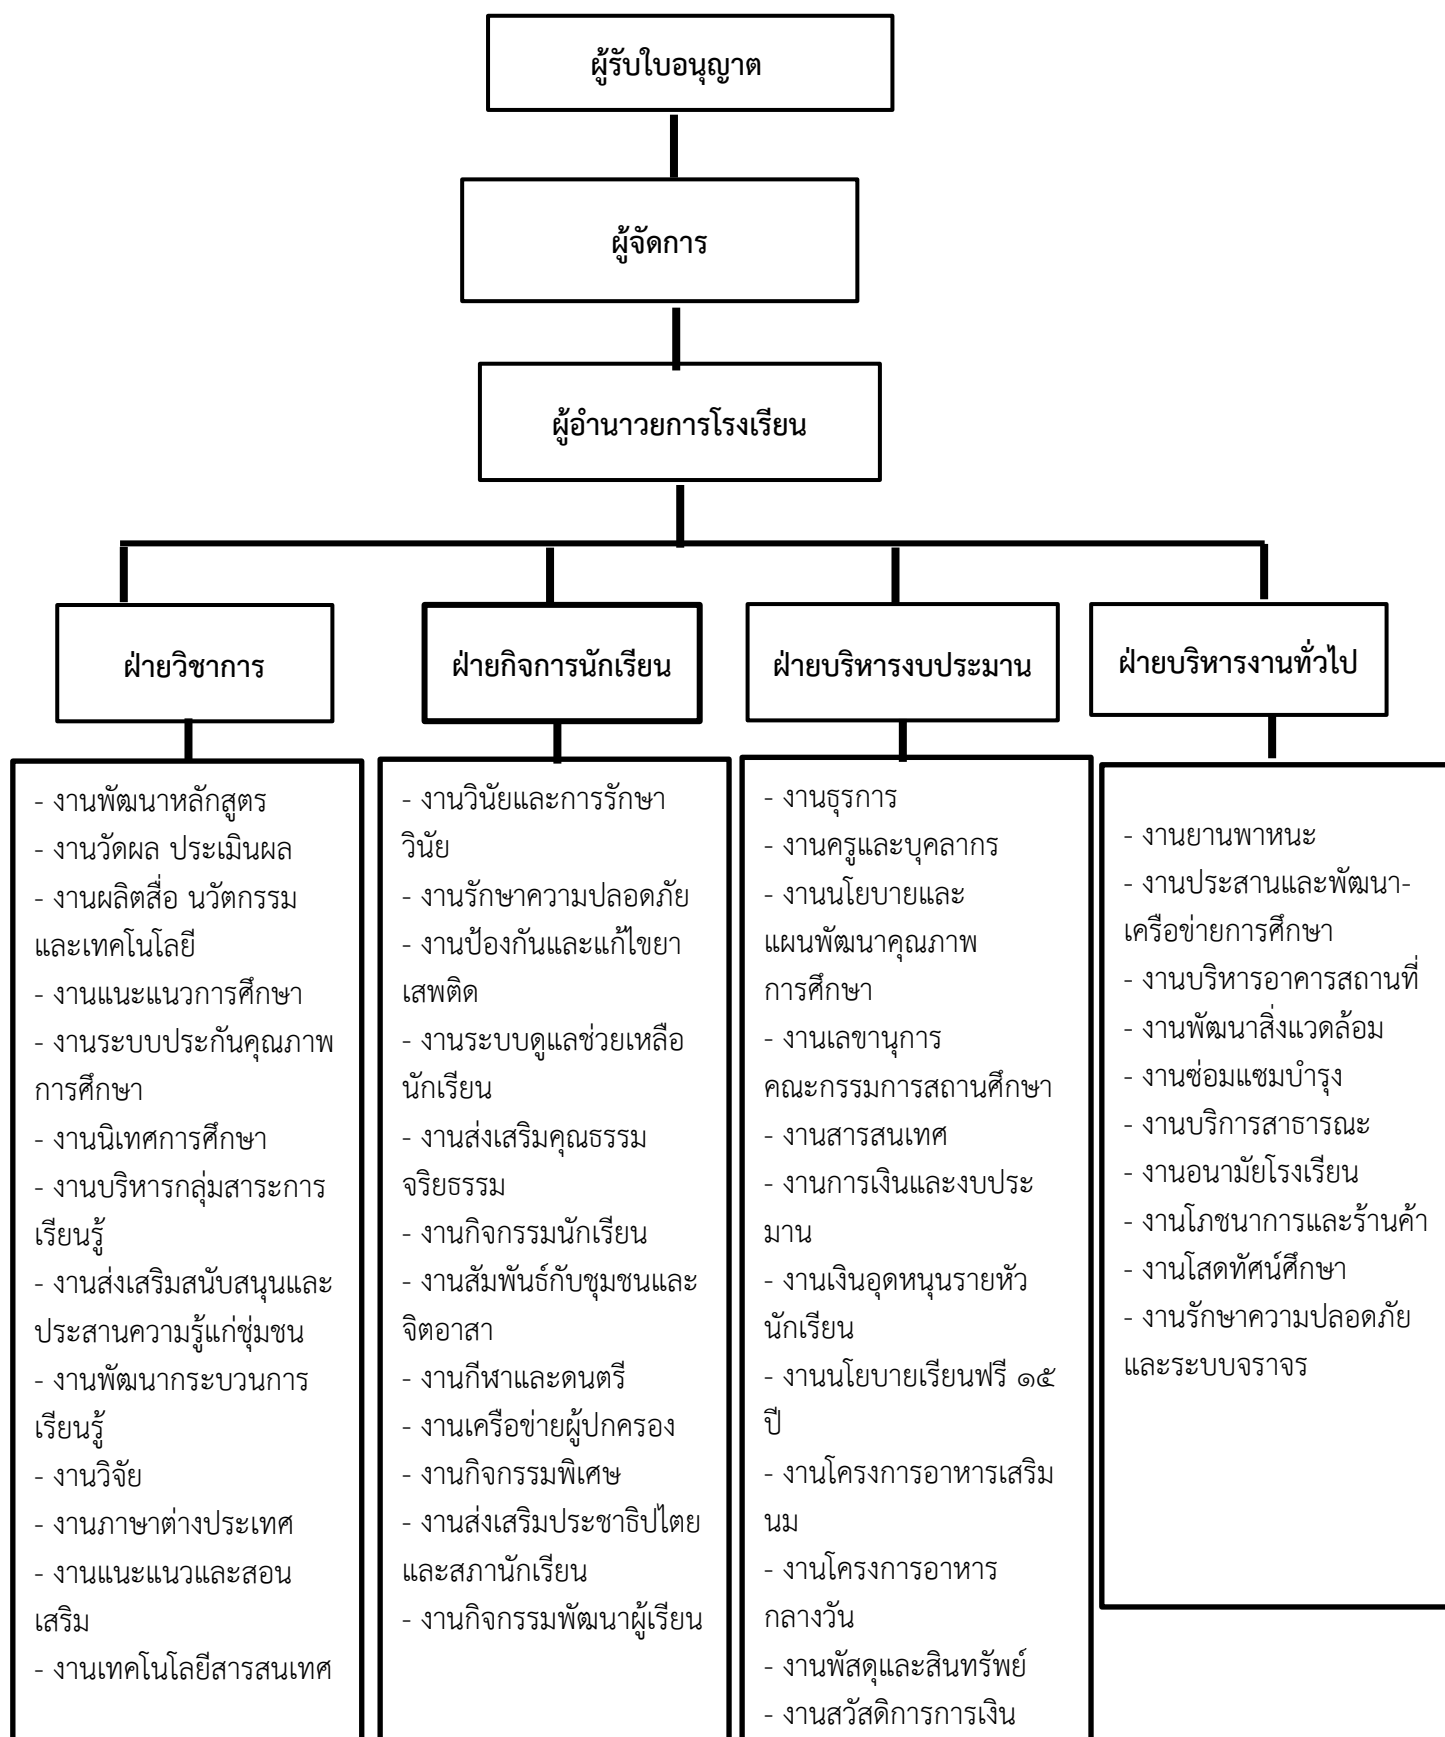 ผู้รับใบอนุญาต
ผู้จัดการ
ผู้อำนาวยการโรงเรียน
ฝ่ายวิชาการ
ฝ่ายกิจการนักเรียน
ฝ่ายบริหารงบประมาน
ฝ่ายบริหารงานทั่วไป
- งานพัฒนาหลักสูตร
- งานวัดผล ประเมินผล
- งานผลิตสื่อ นวัตกรรม
และเทคโนโลยี
- งานแนะแนวการศึกษา
- งานระบบประกันคุณภาพ
การศึกษา
- งานนิเทศการศึกษา
- งานบริหารกลุ่มสาระการ
เรียนรู้
- งานส่งเสริมสนับสนุนและ
ประสานความรู้แก่ชุ่มชน
- งานพัฒนากระบวนการ
เรียนรู้
- งานวิจัย
- งานภาษาต่างประเทศ
- งานแนะแนวและสอน
เสริม
- งานเทคโนโลยีสารสนเทศ
- งานวินัยและการรักษา
วินัย
- งานรักษาความปลอดภัย
- งานป้องกันและแก้ไขยา
เสพติด
- งานระบบดูแลช่วยเหลือ
นักเรียน
- งานส่งเสริมคุณธรรม
จริยธรรม
- งานกิจกรรมนักเรียน
- งานสัมพันธ์กับชุมชนและ
จิตอาสา
- งานกีฬาและดนตรี
- งานเครือข่ายผู้ปกครอง
- งานกิจกรรมพิเศษ
- งานส่งเสริมประชาธิปไตย
และสภานักเรียน
- งานกิจกรรมพัฒนาผู้เรียน
- งานธุรการ
- งานครูและบุคลากร
- งานนโยบายและ
แผนพัฒนาคุณภาพ
การศึกษา
- งานเลขานุการ
คณะกรรมการสถานศึกษา
- งานสารสนเทศ
- งานการเงินและงบประ
มาน
- งานเงินอุดหนุนรายหัว
นักเรียน
- งานนโยบายเรียนฟรี ๑๕
ปี
- งานโครงการอาหารเสริม
นม
- งานโครงการอาหาร
กลางวัน
- งานพัสดุและสินทรัพย์
- งานสวัสดิการการเงิน
- งานยานพาหนะ
- งานประสานและพัฒนา-
เครือข่ายการศึกษา
- งานบริหารอาคารสถานที่
- งานพัฒนาสิ่งแวดล้อม
- งานซ่อมแซมบำรุง
- งานบริการสาธารณะ
- งานอนามัยโรงเรียน
- งานโภชนาการและร้านค้า
- งานโสดทัศน์ศึกษา
- งานรักษาความปลอดภัย
และระบบจราจร